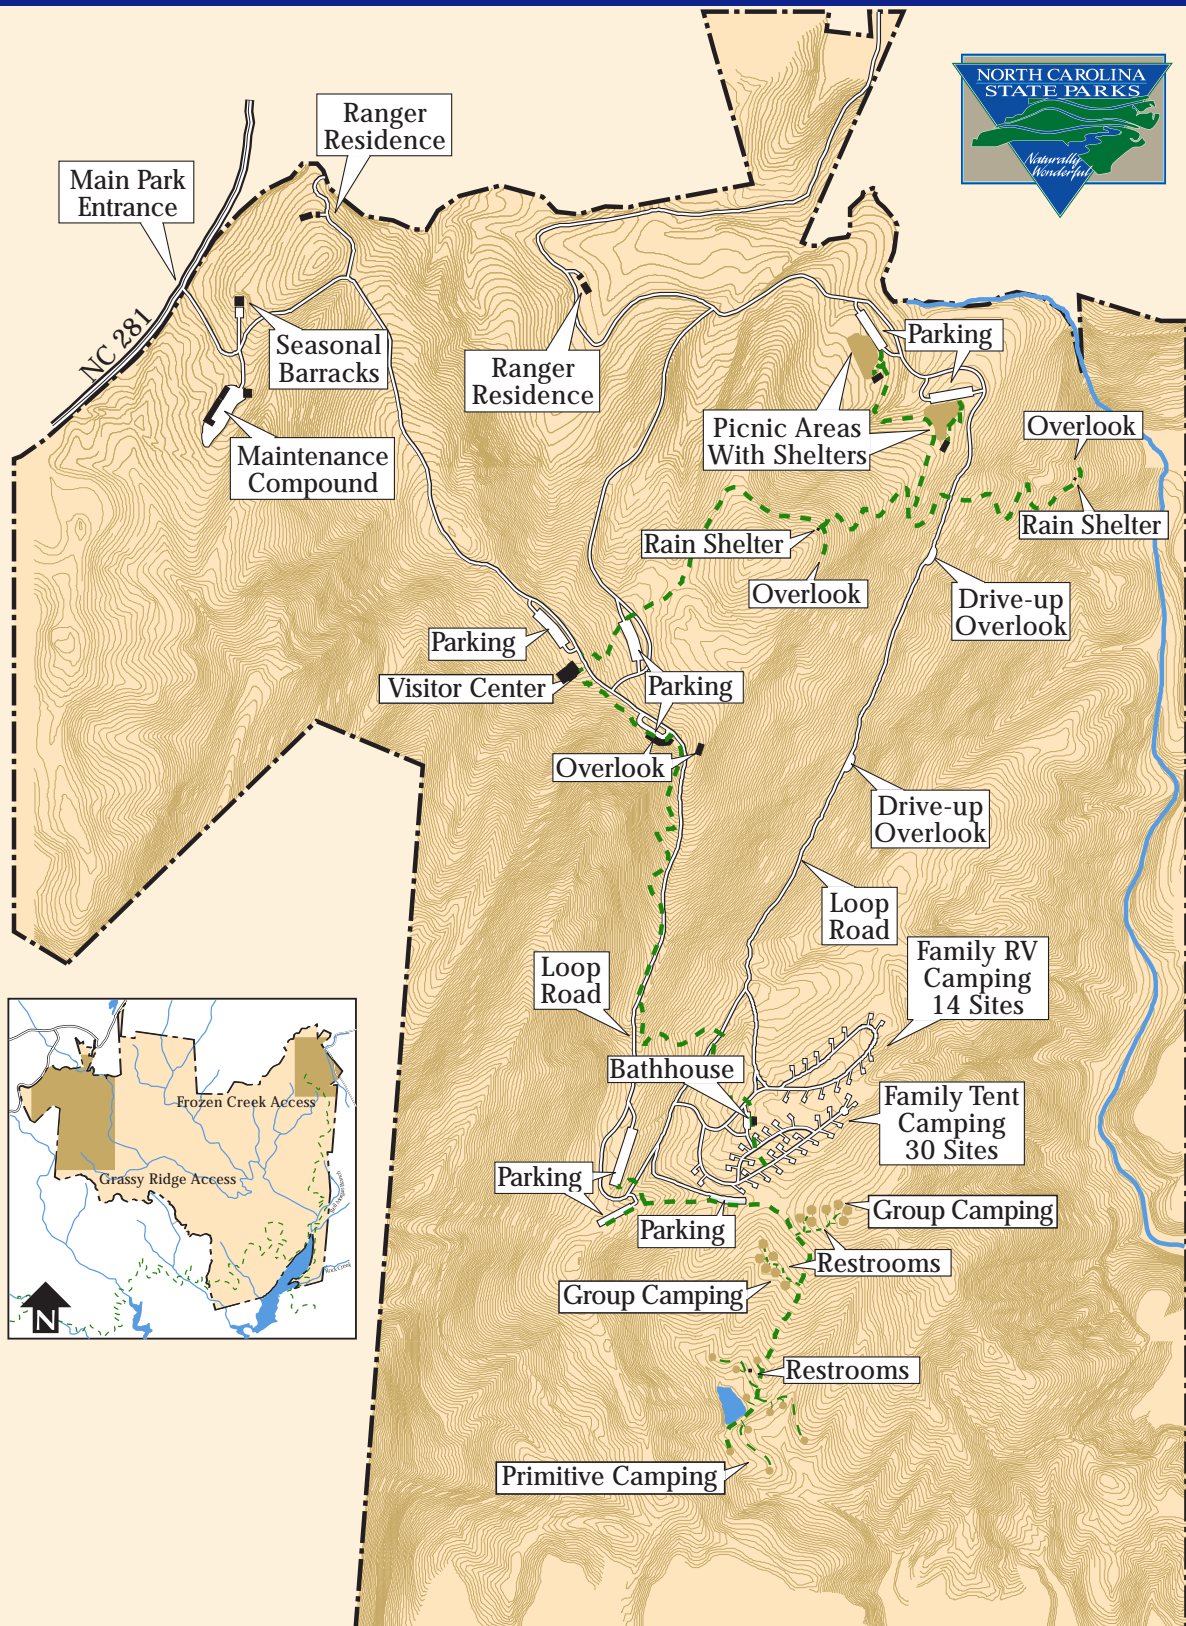 NORTH CAROLINA
STATE PARKS
Naturally
Wonderful
Ranger
Residence
Main Park
Entrance
NC 281
Seasonal
Barracks
Maintenance
Compound
Ranger
Residence
Parking
Picnic Areas
With Shelters
Overlook
Rain Shelter
Rain Shelter
Overlook
Drive-up
Overlook
Parking
Visitor Center
Parking
Overlook
Drive-up
Overlook
Loop
Road
Family RV
Camping
14 Sites
Loop
Road
Bathhouse
Family Tent
Camping
30 Sites
Parking
Parking
Group Camping
Restrooms
Group Camping
Restrooms
Primitive Camping
Frozen Creek Access
Grassy Ridge Access
Rock Creek
N